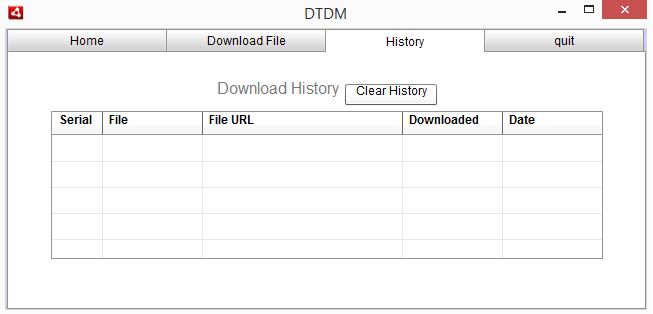 DTDM
Home Download File History quit
Download History Clear History
Serial File File URL Downloaded Date